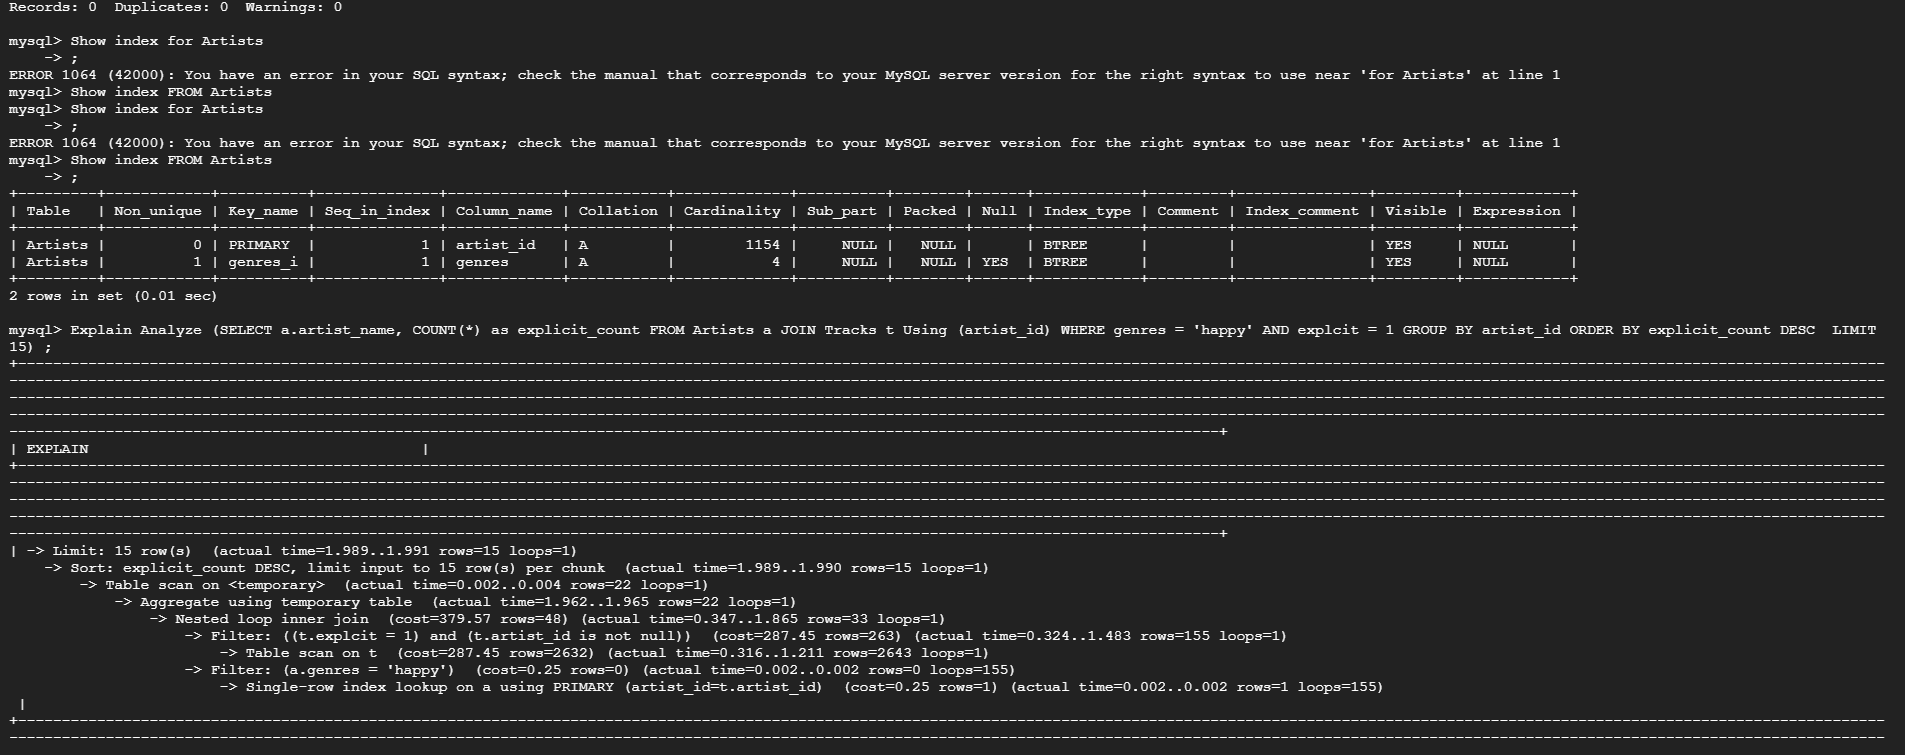 Records: 0  Duplicates: 0  Warnings: 0
mysql> Show index for Artists
    -> ;
ERROR 1064 (42000): You have an error in your SQL syntax; check the manual that corresponds to your MySQL server version for the right syntax to use near 'for Artists' at line 1
mysql> Show index FROM Artists
mysql> Show index for Artists
    -> ;
ERROR 1064 (42000): You have an error in your SQL syntax; check the manual that corresponds to your MySQL server version for the right syntax to use near 'for Artists' at line 1
mysql> Show index FROM Artists
    -> ;
| Table   | Non_unique | Key_name | Seq_in_index | Column_name | Collation | Cardinality | Sub_part | Packed | Null | Index_type | Comment | Index_comment | Visible | Expression |
| Artists |          0 | PRIMARY  |            1 | artist_id   | A         |        1154 |     NULL |   NULL |      | BTREE      |         |               | YES     | NULL       |
| Artists |          1 | genres_i |            1 | genres      | A         |           4 |     NULL |   NULL | YES  | BTREE      |         |               | YES     | NULL       |
2 rows in set (0.01 sec)
mysql> Explain Analyze (SELECT a.artist_name, COUNT(*) as explicit_count FROM Artists a JOIN Tracks t Using (artist_id) WHERE genres = 'happy' AND explcit = 1 GROUP BY artist_id ORDER BY explicit_count DESC  LIMIT
15) ;
| EXPLAIN                                      |
| -> Limit: 15 row(s)  (actual time=1.989..1.991 rows=15 loops=1)
    -> Sort: explicit_count DESC, limit input to 15 row(s) per chunk  (actual time=1.989..1.990 rows=15 loops=1)
        -> Table scan on <temporary>  (actual time=0.002..0.004 rows=22 loops=1)
            -> Aggregate using temporary table  (actual time=1.962..1.965 rows=22 loops=1)
                -> Nested loop inner join  (cost=379.57 rows=48) (actual time=0.347..1.865 rows=33 loops=1)
                    -> Filter: ((t.explcit = 1) and (t.artist_id is not null))  (cost=287.45 rows=263) (actual time=0.324..1.483 rows=155 loops=1)
                        -> Table scan on t  (cost=287.45 rows=2632) (actual time=0.316..1.211 rows=2643 loops=1)
                    -> Filter: (a.genres = 'happy')  (cost=0.25 rows=0) (actual time=0.002..0.002 rows=0 loops=155)
                        -> Single-row index lookup on a using PRIMARY (artist_id=t.artist_id)  (cost=0.25 rows=1) (actual time=0.002..0.002 rows=1 loops=155)
 |